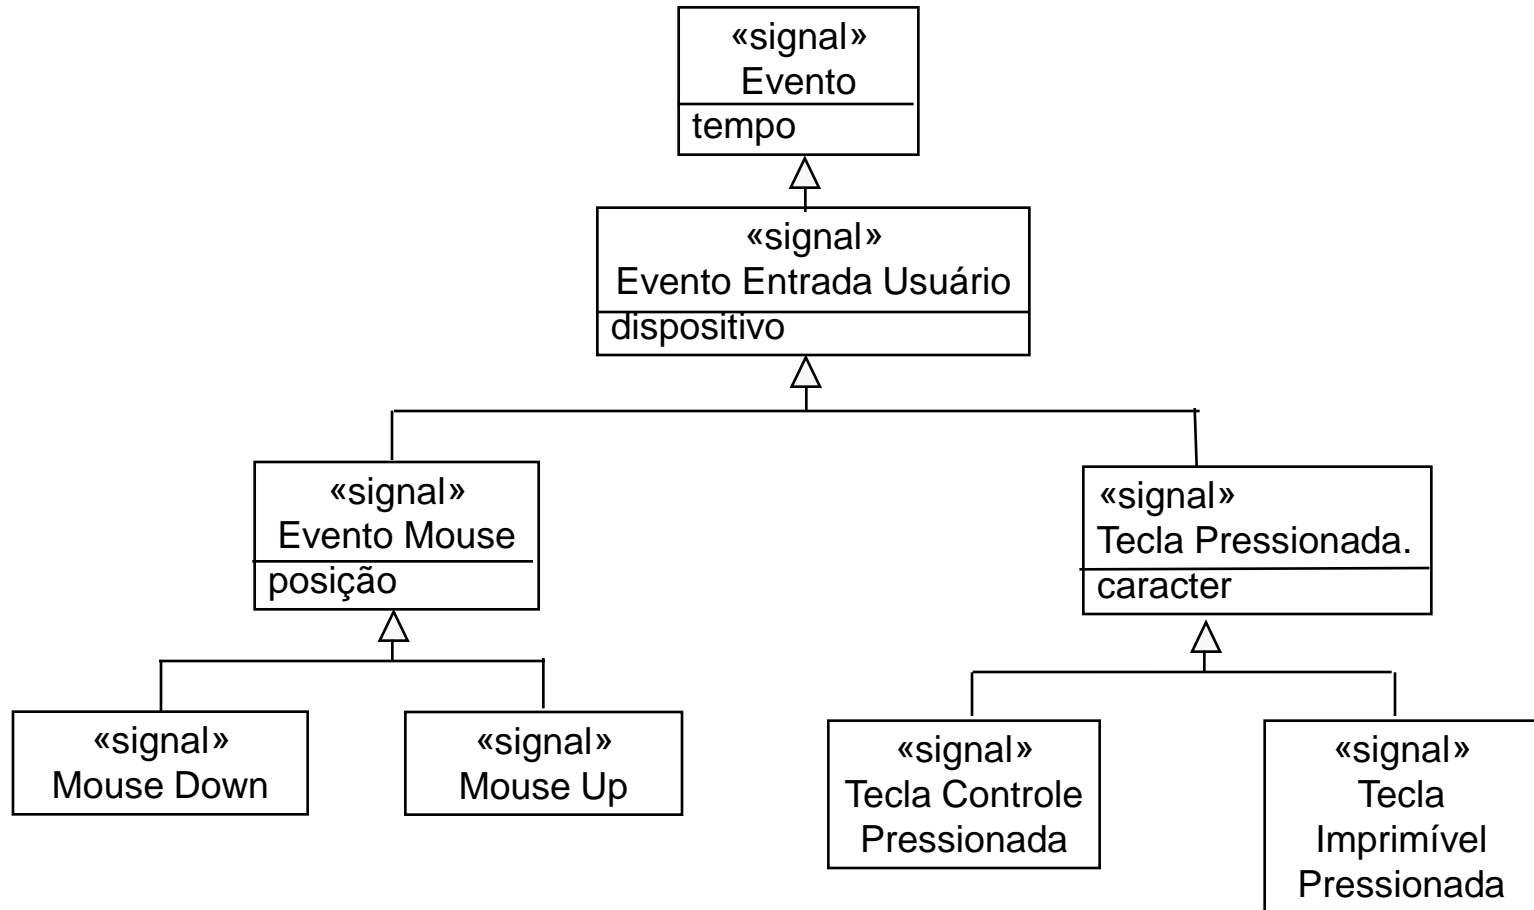 «signal»
Evento
tempo
«signal»
Evento Entrada Usuário
dispositivo
«signal»
Evento Mouse
posição
«signal»
Tecla Pressionada.
caracter
«signal»
Mouse Down
«signal»
Mouse Up
«signal»
Tecla Controle
Pressionada
«signal»
Tecla
Imprimível
Pressionada